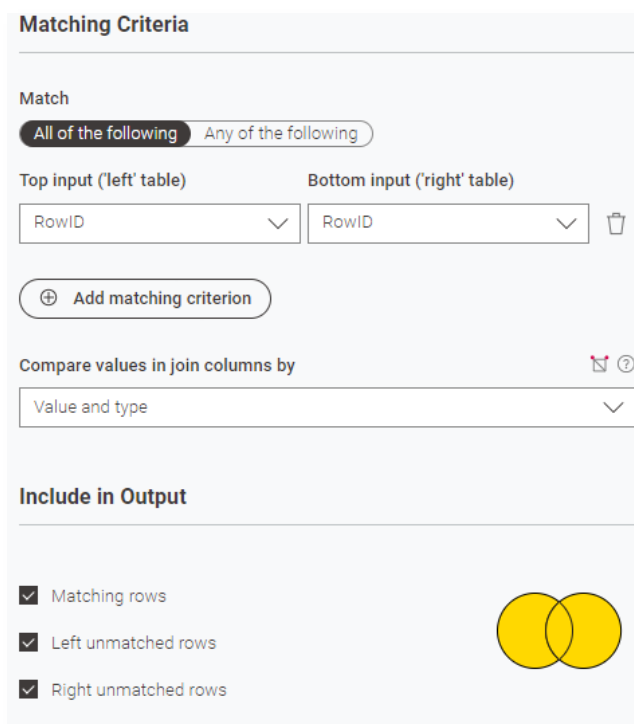 Matching Criteria
Match
All of the following Any of the following
Top input ('left' table) Bottom input ('right' table)
RowID RowID
Add matching criterion
Compare values in join columns by
Value and type
Include in Output
Matching rows
Left unmatched rows
Right unmatched rows